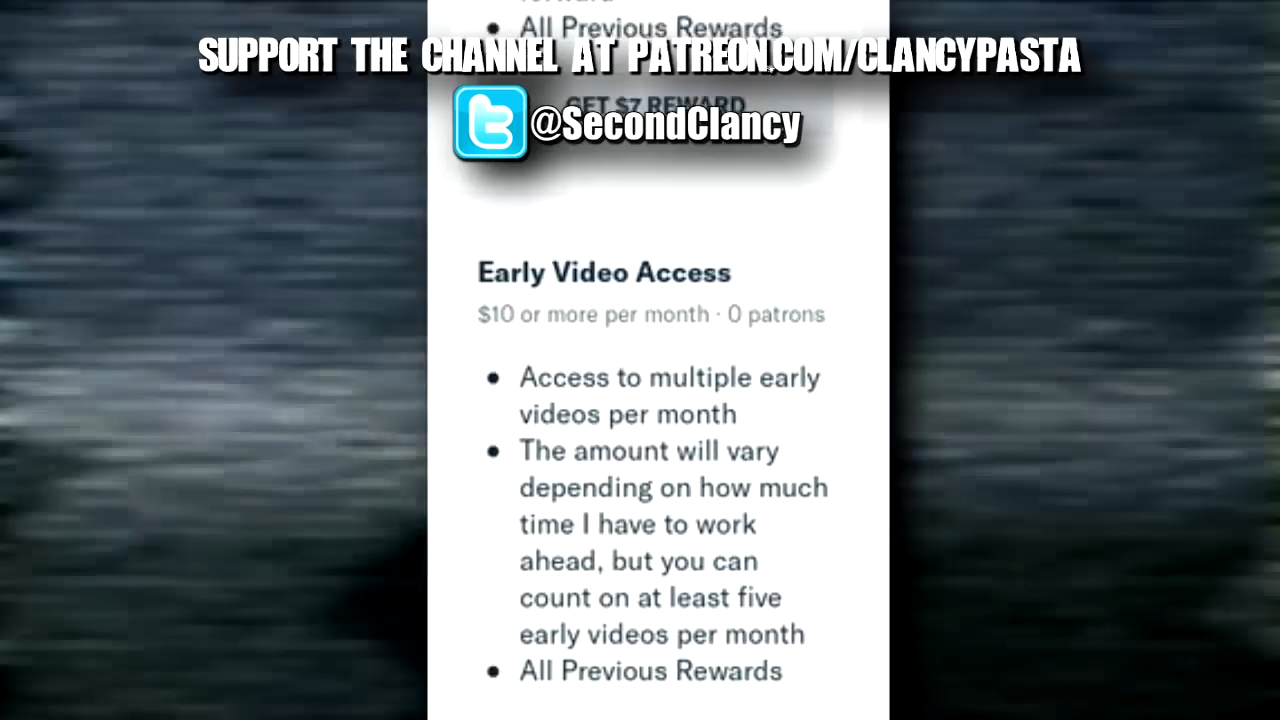 forward
All Previous Rewards
SUPPORT THE CHANNEL AT PATREON.COM/CLANCYPASTA
GET $7 REWARD
@SecondClancy
Early Video Access
$10 or more per month · 0 patrons
• Access to multiple early
videos per month
• The amount will vary
depending on how much
time I have to work
ahead, but you can
count on at least five
early videos per month
• All Previous Rewards